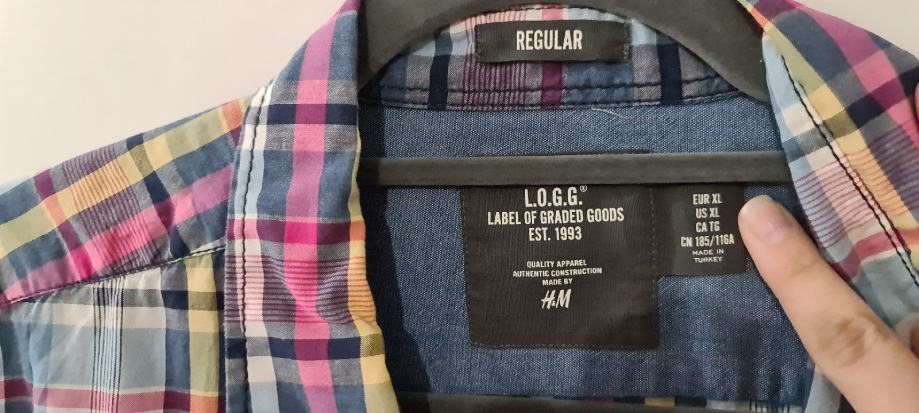 REGULAR
L.O.G.G.®
LABEL OF GRADED GOODS
EST. 1993
QUALITY APPAREL
AUTHENTIC CONSTRUCTION
MADE BY
H&M
EUR XL
US XL
CA TG
CN 185/116A
MADE IN
TURKEY